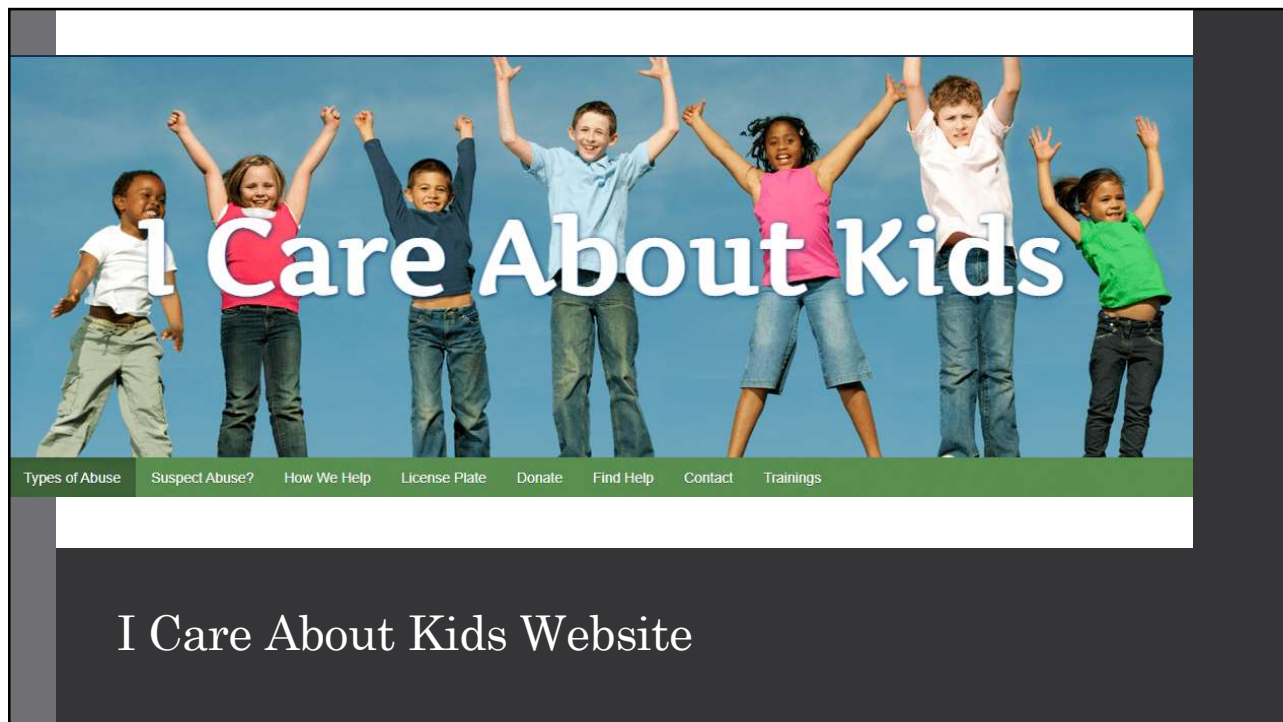 I Care About Kids
Types of Abuse Suspect Abuse? How We Help License Plate Donate Find Help Contact Trainings
I Care About Kids Website